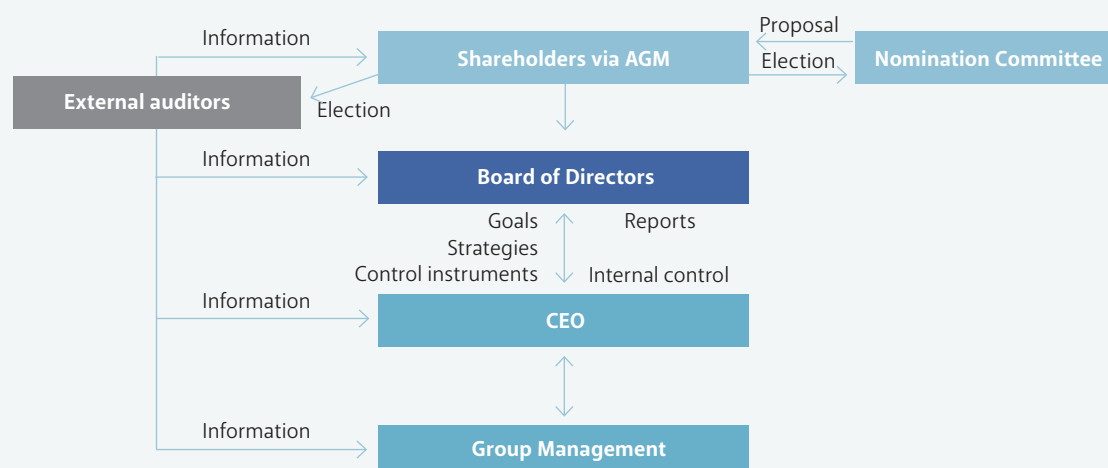 Information
Proposal
Shareholders via AGM
Election
Nomination Committee
External auditors
Election
Information
Board of Directors
Goals
Reports
Strategies
Control instruments
Internal control
Information
CEO
Information
Group Management